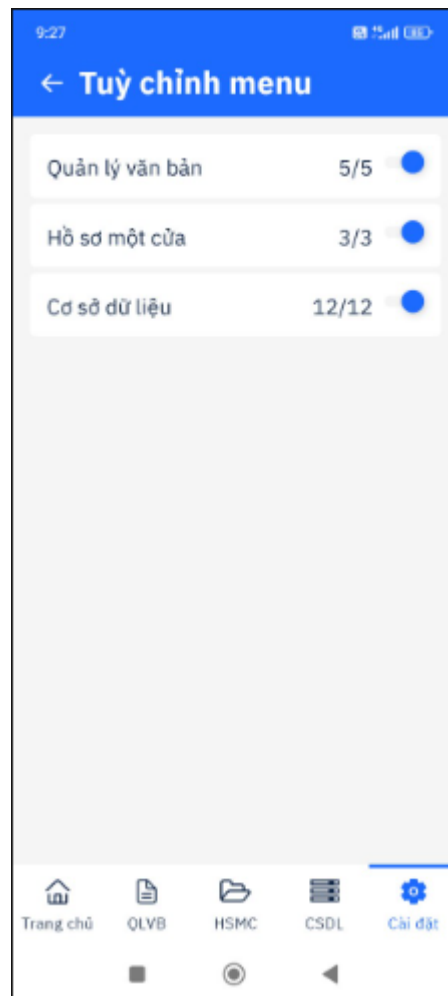 9:27
← Tuỳ chỉnh menu
Quản lý văn bản 5/5
Hồ sơ một cửa 3/3
Cơ sở dữ liệu 12/12
Trang chủ QLVB HSMC CSDL Cài đặt